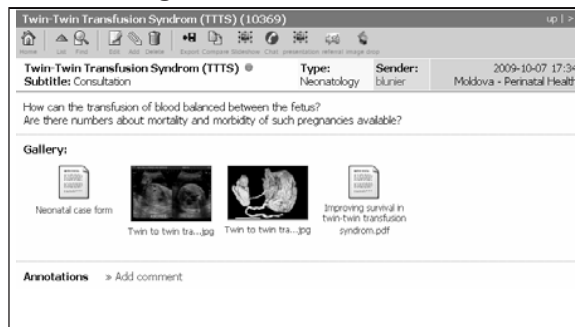 Twin-Twin Transfusion Syndrom (TTTS) (10369)
up | >
Home List Find Edit Add Delete Export Compare Slideshow Chat presentation referral image drop
Twin-Twin Transfusion Syndrom (TTTS) Type: Sender: 2009-10-07 17:34
Subtitle: Consultation Neonatology blunier Moldova - Perinatal Health
How can the transfusion of blood balanced between the fetus?
Are there numbers about mortality and morbidity of such pregnancies available?
Gallery:
Neonatal case form
Twin to twin tra...jpg
Twin to twin tra...jpg
Improving survival in
twin-twin transfusion
syndrom.pdf
Annotations » Add comment